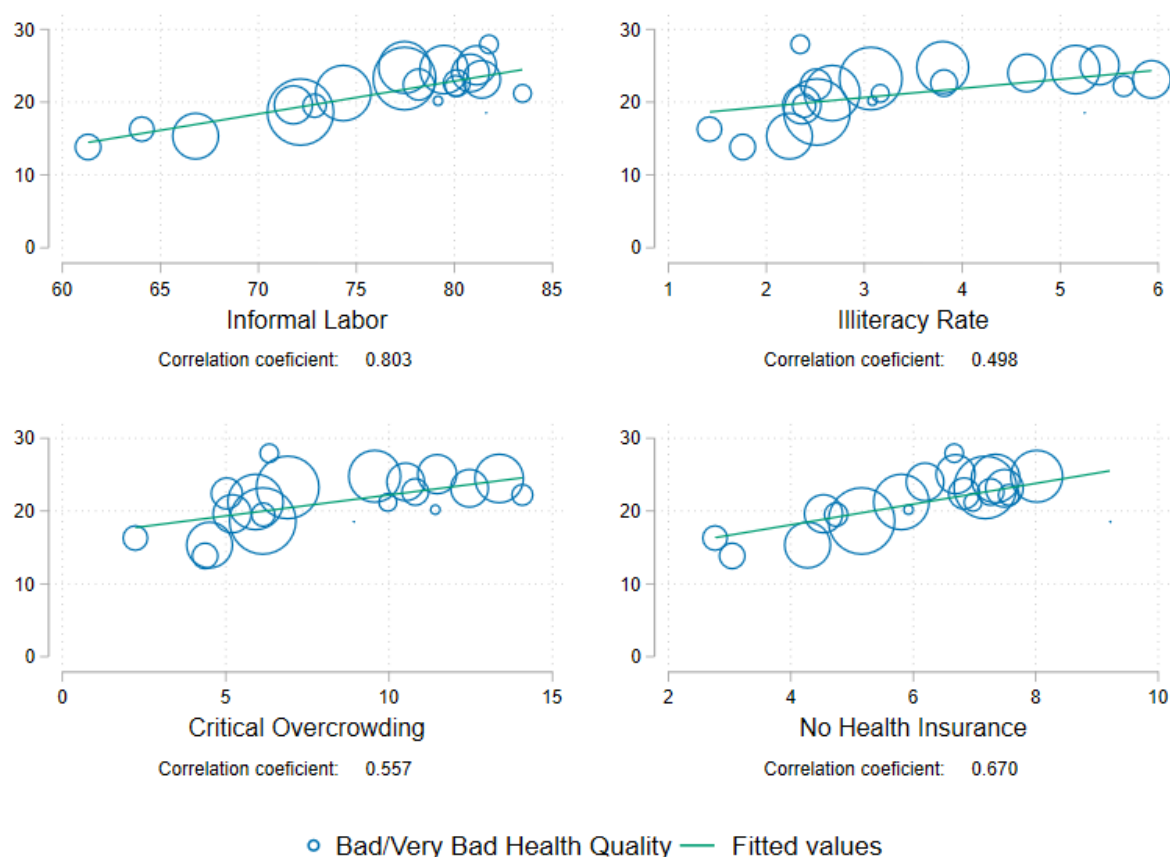 30
20
10
0
60 65 70 75 80 85
Informal Labor
Correlation coeficient: 0.803
30
20
10
0
1 2 3 4 5 6
Illiteracy Rate
Correlation coeficient: 0.498
30
20
10
0
0 5 10 15
Critical Overcrowding
Correlation coeficient: 0.557
30
20
10
0
2 4 6 8 10
No Health Insurance
Correlation coeficient: 0.670
Bad/Very Bad Health Quality Fitted values